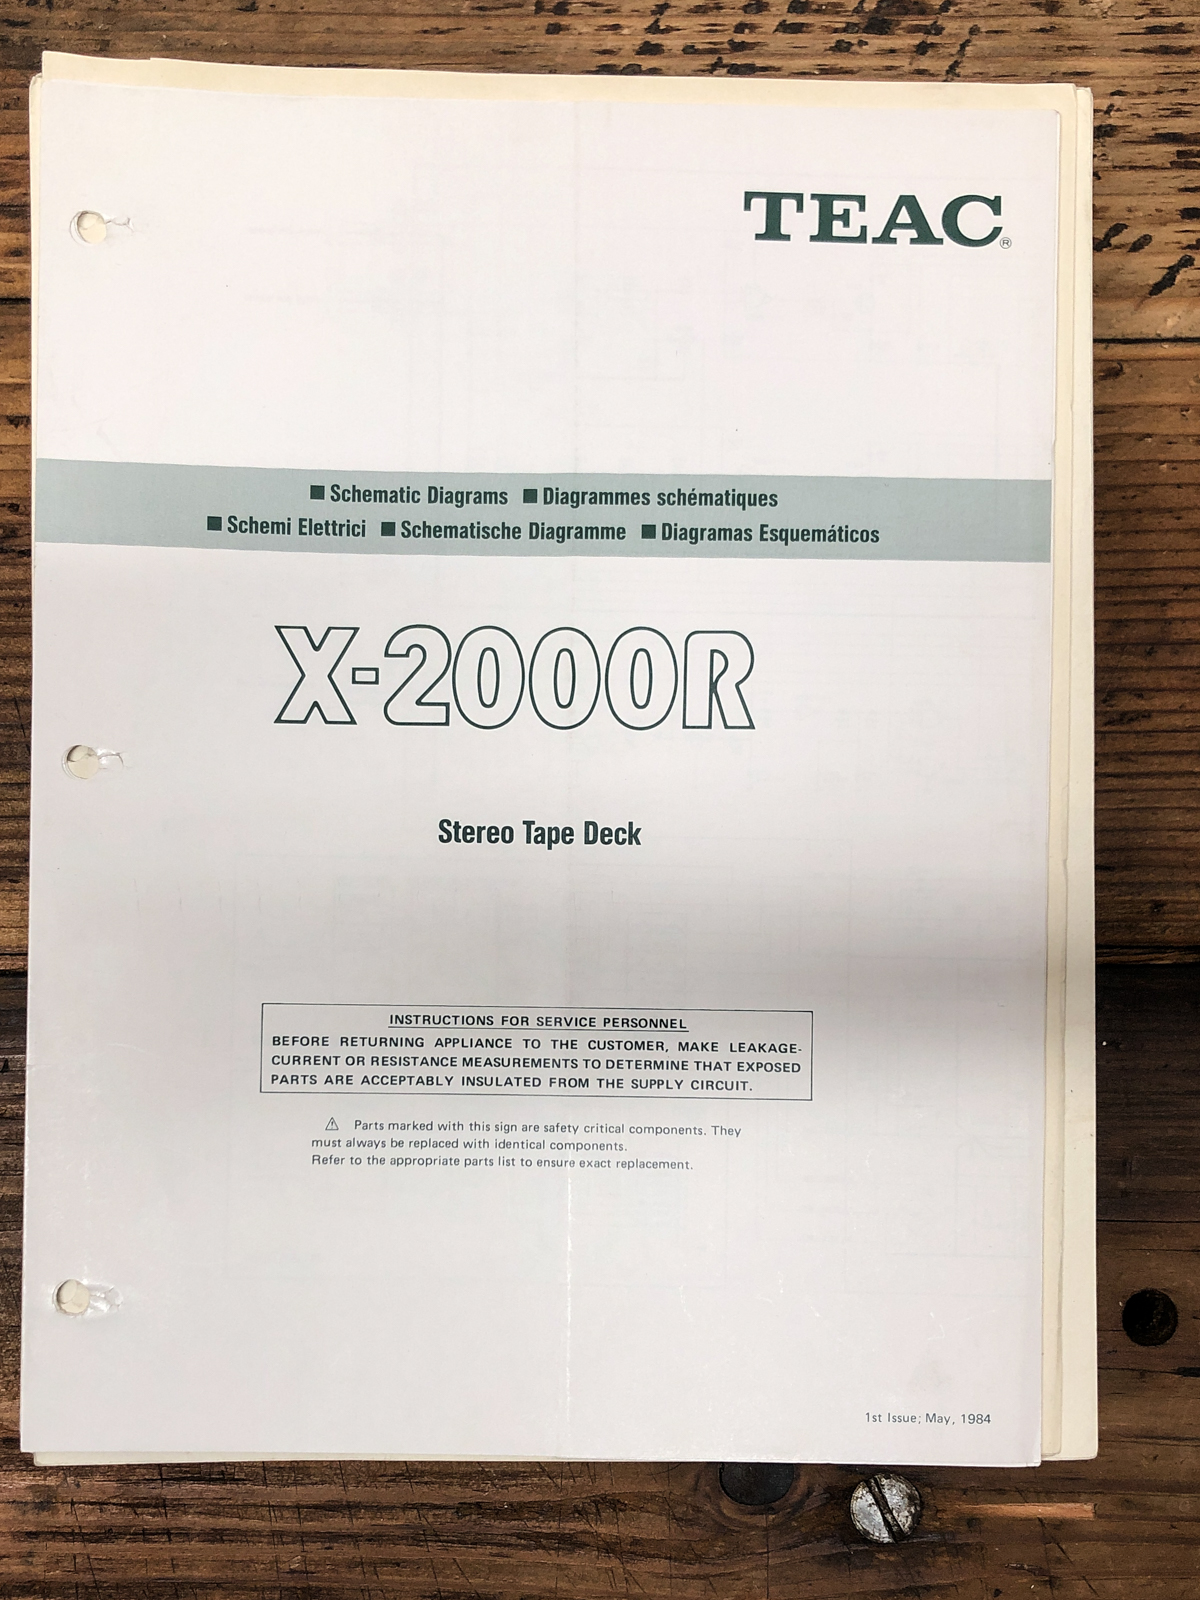 TEAC®
■ Schematic Diagrams ■ Diagrammes schématiques
■ Schemi Elettrici ■ Schematische Diagramme ■ Diagramas Esquemáticos
X-2000R
Stereo Tape Deck
INSTRUCTIONS FOR SERVICE PERSONNEL
BEFORE RETURNING APPLIANCE TO THE CUSTOMER, MAKE LEAKAGE-
CURRENT OR RESISTANCE MEASUREMENTS TO DETERMINE THAT EXPOSED
PARTS ARE ACCEPTABLY INSULATED FROM THE SUPPLY CIRCUIT.
⚠ Parts marked with this sign are safety critical components. They
must always be replaced with identical components.
Refer to the appropriate parts list to ensure exact replacement.
1st Issue; May, 1984